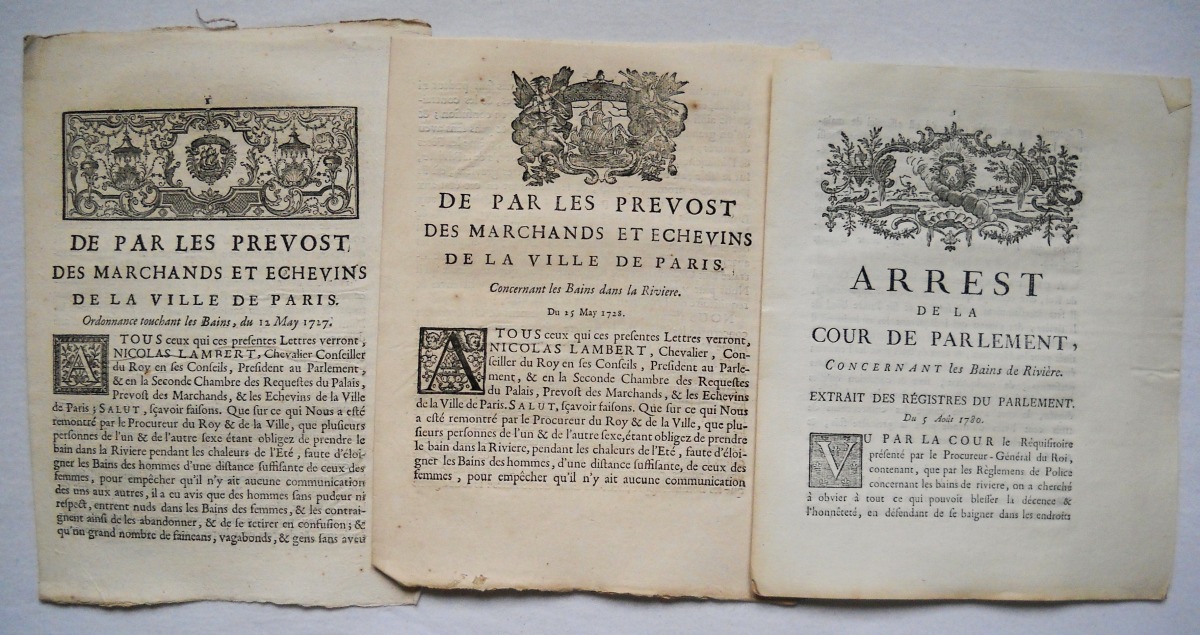 1
DE PAR LES PREVOST
DES MARCHANDS ET ECHEVINS
DE LA VILLE DE PARIS.
Ordonnance touchant les Bains, du 12 May 1727.
A TOUS ceux qui ces presentes Lettres verront,
NICOLAS LAMBERT, Chevalier Conseiller
du Roy en ses Conseils, President au Parlement,
& en la Seconde Chambre des Requestes du Palais,
Prevost des Marchands, & les Echevins de la Ville
de Paris; SALUT, sçavoir faisons. Que sur ce qui Nous a esté
remontré par le Procureur du Roy & de la Ville, que plusieurs
personnes de l'un & de l'autre sexe étant obligez de prendre le
bain dans la Riviere pendant les chaleurs de l'Eté, faute d'éloi-
gner les Bains des hommes d'une distance suffisante de ceux des
femmes, pour empêcher qu'il n'y ait aucune communication
des uns aux autres, il a eu avis que des hommes sans pudeur ni
respect, entrent nuds dans les Bains des femmes, & les contrai-
gnent ainsi de les abandonner, & de se retirer en confusion; &
qu'un grand nombre de faineans, vagabonds, & gens sans aveu
DE PAR LES PREVOST
DES MARCHANDS ET ECHEVINS
DE LA VILLE DE PARIS.
Concernant les Bains dans la Riviere.
Du 25 May 1728.
A TOUS ceux qui ces presentes Lettres verront,
NICOLAS LAMBERT, Chevalier, Con-
seiller du Roy en ses Conseils, President au Parle-
ment, & en la Seconde Chambre des Requestes
du Palais, Prevost des Marchands, & les Echevins
de la Ville de Paris. SALUT, sçavoir faisons. Que sur ce qui Nous
a esté remontré par le Procureur du Roy & de la Ville, que plu-
sieurs personnes de l'un & de l'autre sexe, étant obligez de prendre
le bain dans la Riviere, pendant les chaleurs de l'Eté, faute d'éloi-
gner les Bains des hommes, d'une distance suffisante, de ceux des
femmes, pour empêcher qu'il n'y ait aucune communication
1
ARREST
DE LA
COUR DE PARLEMENT,
CONCERNANT les Bains de Rivière.
EXTRAIT DES RÉGISTRES DU PARLEMENT.
Du 5 Août 1780.
VU PAR LA COUR le Réquisitoire
présenté par le Procureur-Général du Roi,
contenant, que par les Règlemens de Police
concernant les bains de riviere, on a cherché
à obvier à tout ce qui pouvoit blesser la décence &
l'honnêteté, en défendant de se baigner dans les endroits